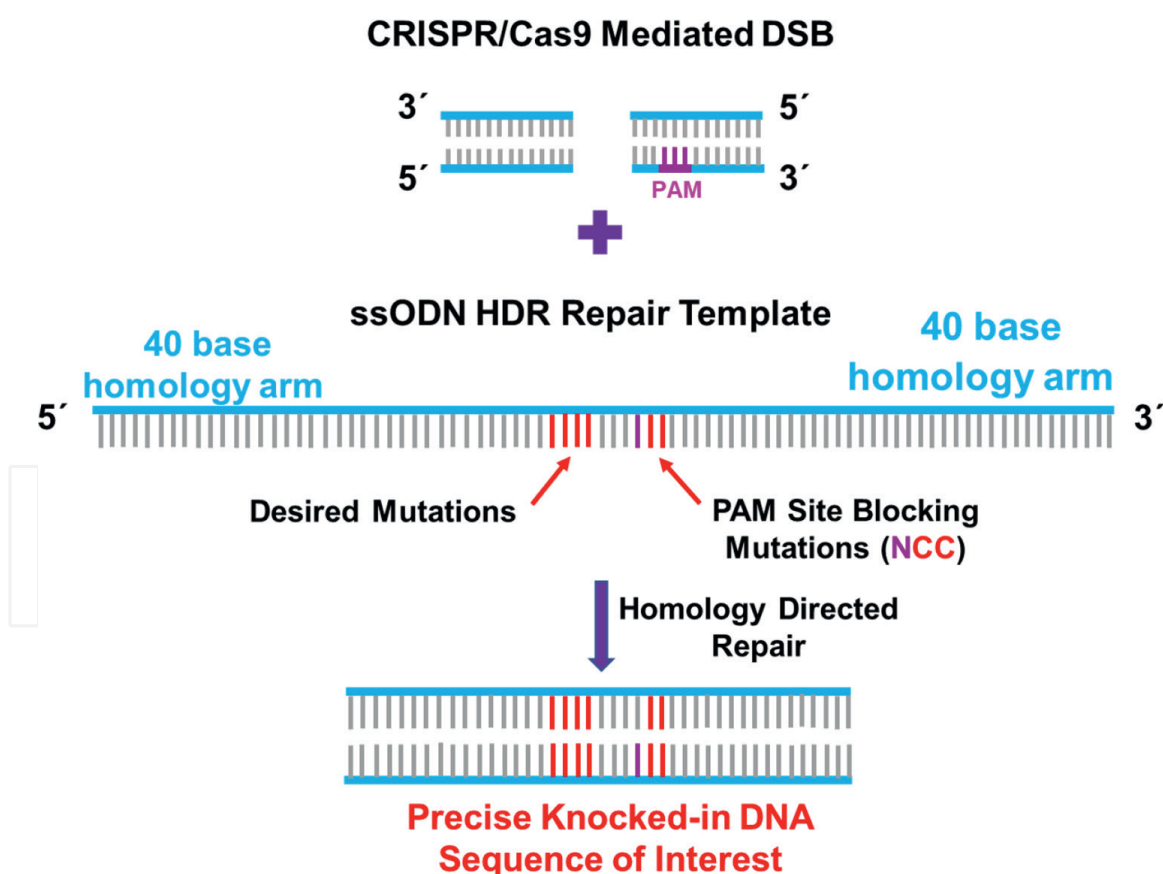 CRISPR/Cas9 Mediated DSB
3´ 5´
5´ 3´
PAM
ssODN HDR Repair Template
40 base
homology arm
40 base
homology arm
5´ 3´
Desired Mutations
PAM Site Blocking
Mutations (NCC)
Homology Directed
Repair
Precise Knocked-in DNA
Sequence of Interest